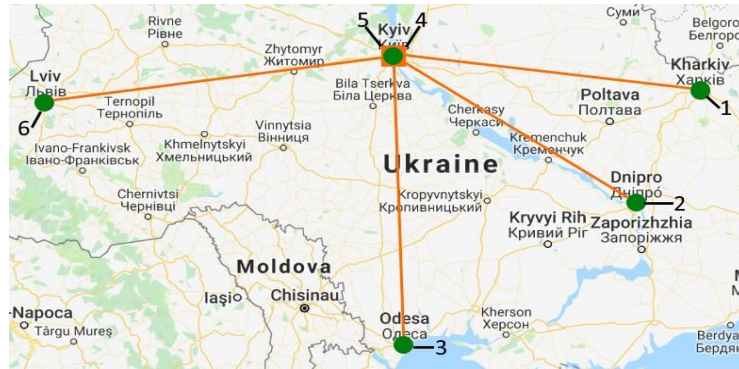 5
4
Rivne
Рівне
Kyiv
Київ
Суми
Belgoro
Белгоро
Zhytomyr
Житомир
Kharkiv
Харків
1
Lviv
Львів
6
Ternopil
Тернопіль
Bila Tserkva
Біла Церква
Poltava
Полтава
Cherkasy
Черкаси
Khmelnytskyi
Хмельницький
Vinnytsia
Вінниця
Kremenchuk
Кременчук
Ivano-Frankivsk
Івано-Франківськ
Ukraine
Dnipro
Дніпро
2
Chernivtsi
Чернівці
Kropyvnytskyi
Кропивницький
Kryvyi Rih
Кривий Ріг
Zaporizhzhia
Запоріжжя
Moldova
Iași
Chisinau
-Napoca
Târgu Mureș
Odesa
Одеса
3
Kherson
Херсон
Berdya
Бердян